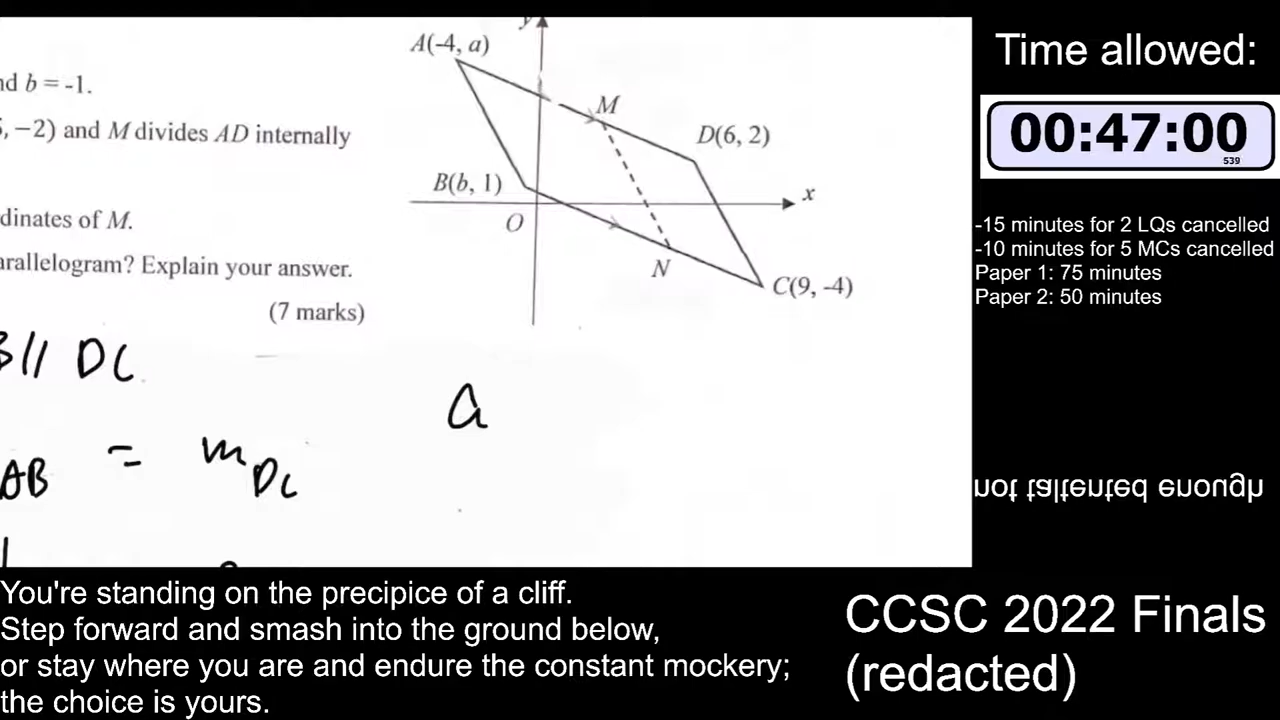 y
A(-4, a)
nd b = -1.
5, −2) and M divides AD internally
M
D(6, 2)
B(b, 1)
x
dinates of M.
O
arallelogram? Explain your answer.
N
C(9, -4)
(7 marks)
B // DC
a
AB = m DC
Time allowed:
00:47:00
539
-15 minutes for 2 LQs cancelled
-10 minutes for 5 MCs cancelled
Paper 1: 75 minutes
Paper 2: 50 minutes
not taltented enough
You're standing on the precipice of a cliff.
Step forward and smash into the ground below,
or stay where you are and endure the constant mockery;
the choice is yours.
CCSC 2022 Finals
(redacted)